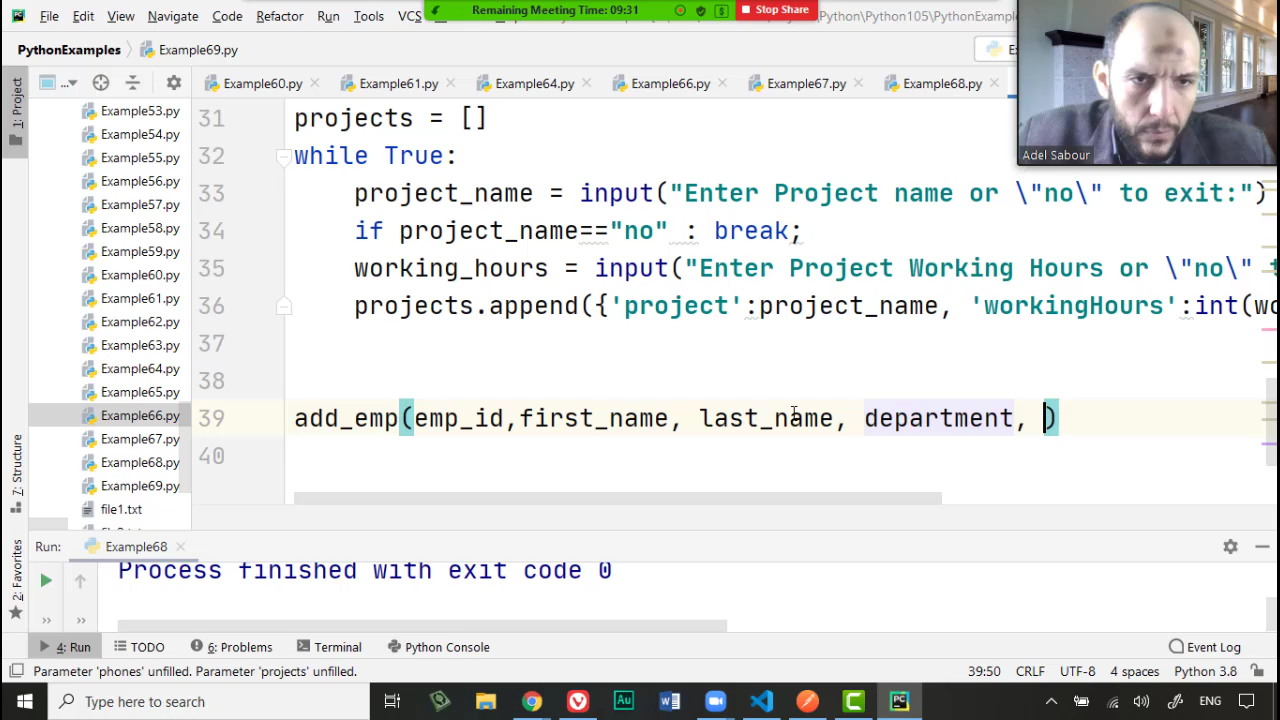 Remaining Meeting Time: 09:31
Stop Share
File Edit View Navigate Code Refactor Run Tools VCS
Python\Python105\PythonExample
PythonExamples
Example69.py
Example60.py
Example61.py
Example64.py
Example66.py
Example67.py
Example68.py
1: Project
Example53.py
Example54.py
Example55.py
Example56.py
Example57.py
Example58.py
Example59.py
Example60.py
Example61.py
Example62.py
Example63.py
Example64.py
Example65.py
Example66.py
Example67.py
Example68.py
Example69.py
file1.txt
Adel Sabour
31 projects = []
32 while True:
33 project_name = input("Enter Project name or \"no\" to exit:")
34 if project_name=="no" : break;
35 working_hours = input("Enter Project Working Hours or \"no\" t
36 projects.append({'project':project_name, 'workingHours':int(wo
37
38
39 add_emp(emp_id,first_name, last_name, department, )
40
7: Structure
2: Favorites
Run: Example68
Process finished with exit code 0
4: Run TODO 6: Problems Terminal Python Console Event Log
Parameter 'phones' unfilled. Parameter 'projects' unfilled. 39:50 CRLF UTF-8 4 spaces Python 3.8
Type here to search
ENG